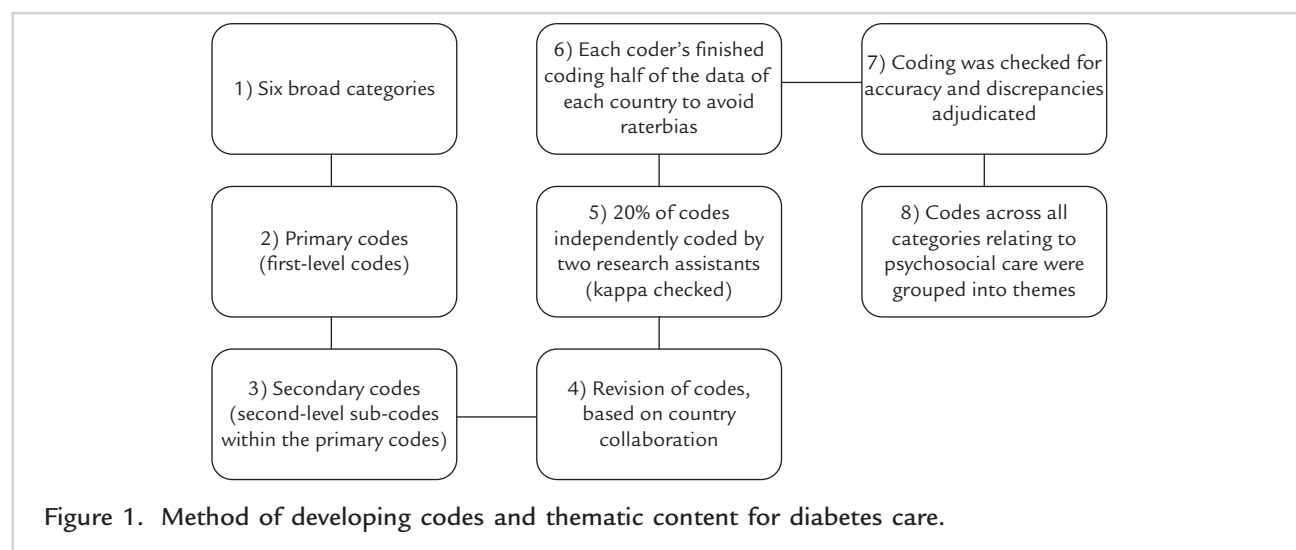 1) Six broad categories
2) Primary codes
(first-level codes)
3) Secondary codes
(second-level sub-codes
within the primary codes)
4) Revision of codes,
based on country
collaboration
5) 20% of codes
independently coded by
two research assistants
(kappa checked)
6) Each coder’s finished
coding half of the data of
each country to avoid
raterbias
7) Coding was checked for
accuracy and discrepancies
adjudicated
8) Codes across all
categories relating to
psychosocial care were
grouped into themes
Figure 1. Method of developing codes and thematic content for diabetes care.